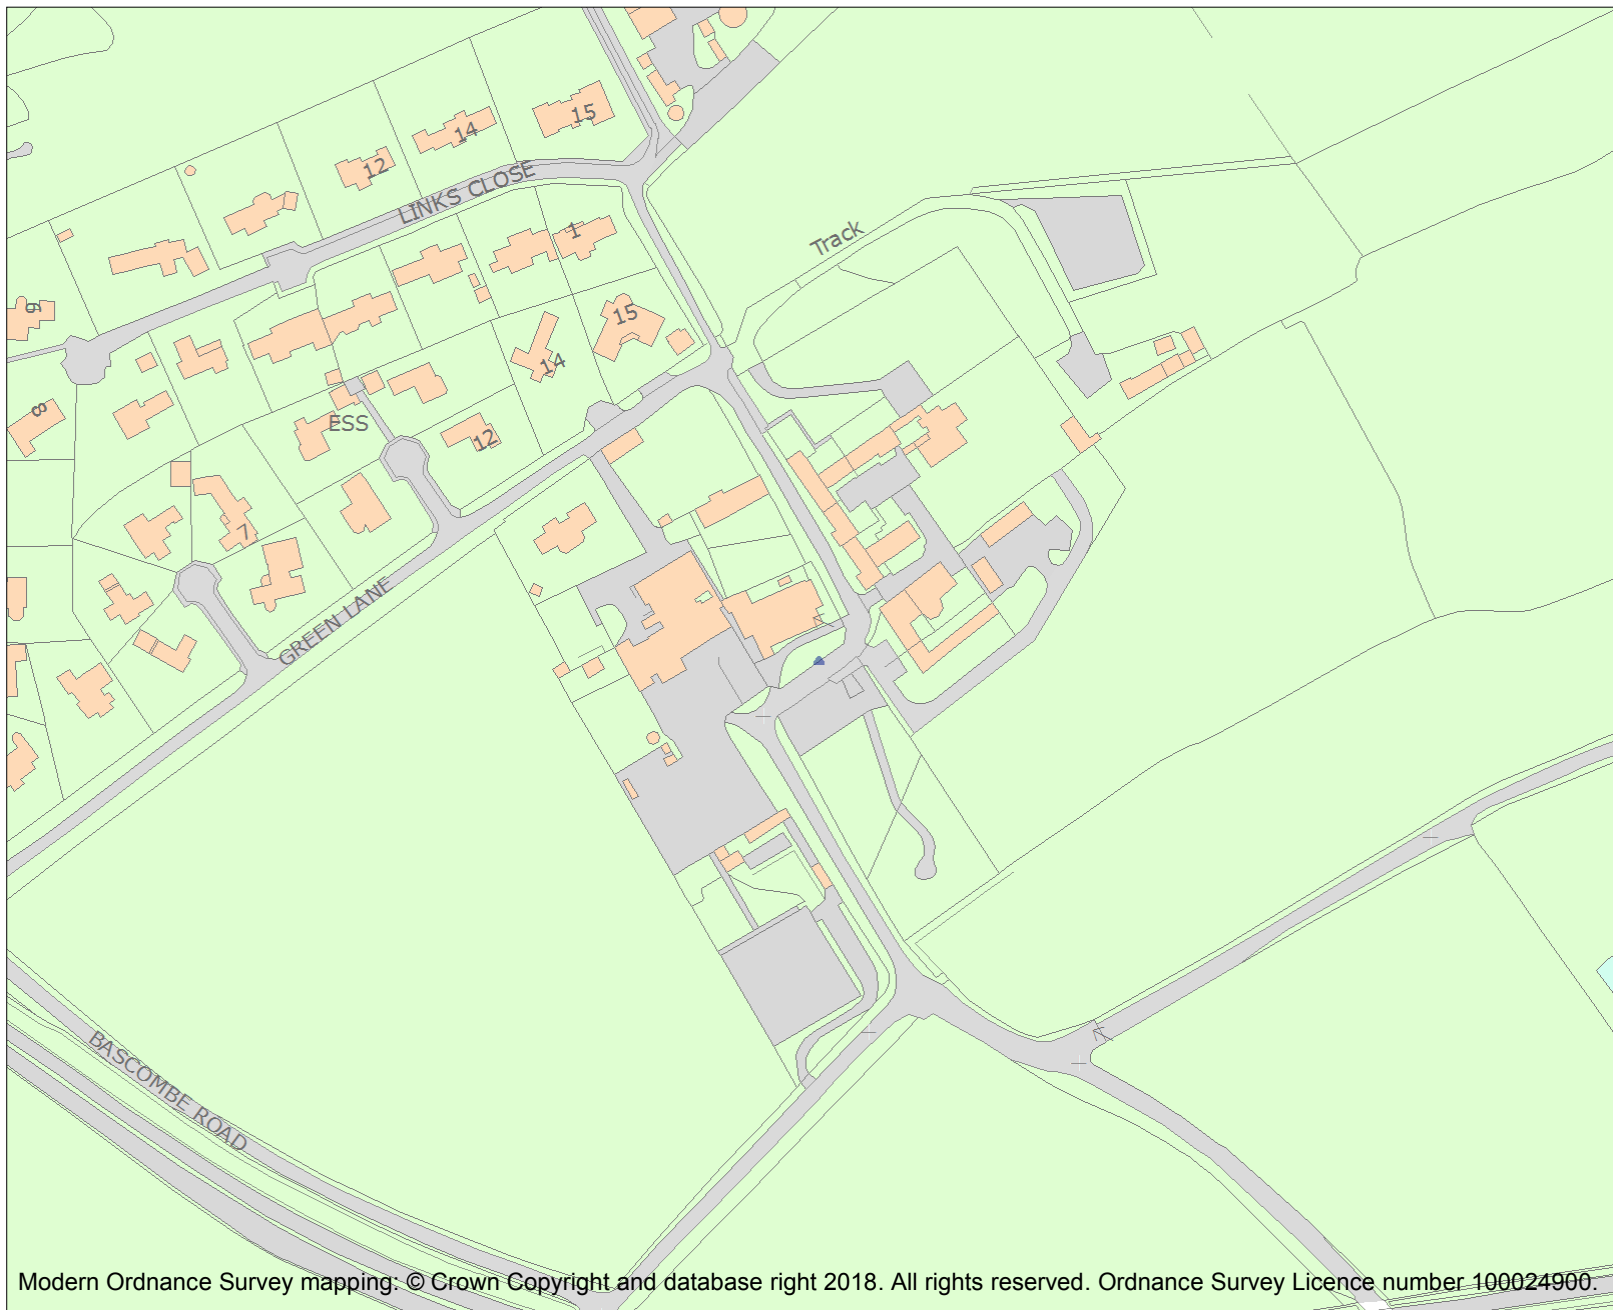 15
14
12
LINKS CLOSE
1
Track
6
15
14
8
ESS
12
7
GREEN LANE
BASCOMBE ROAD
Modern Ordnance Survey mapping: © Crown Copyright and database right 2018. All rights reserved. Ordnance Survey Licence number 100024900.